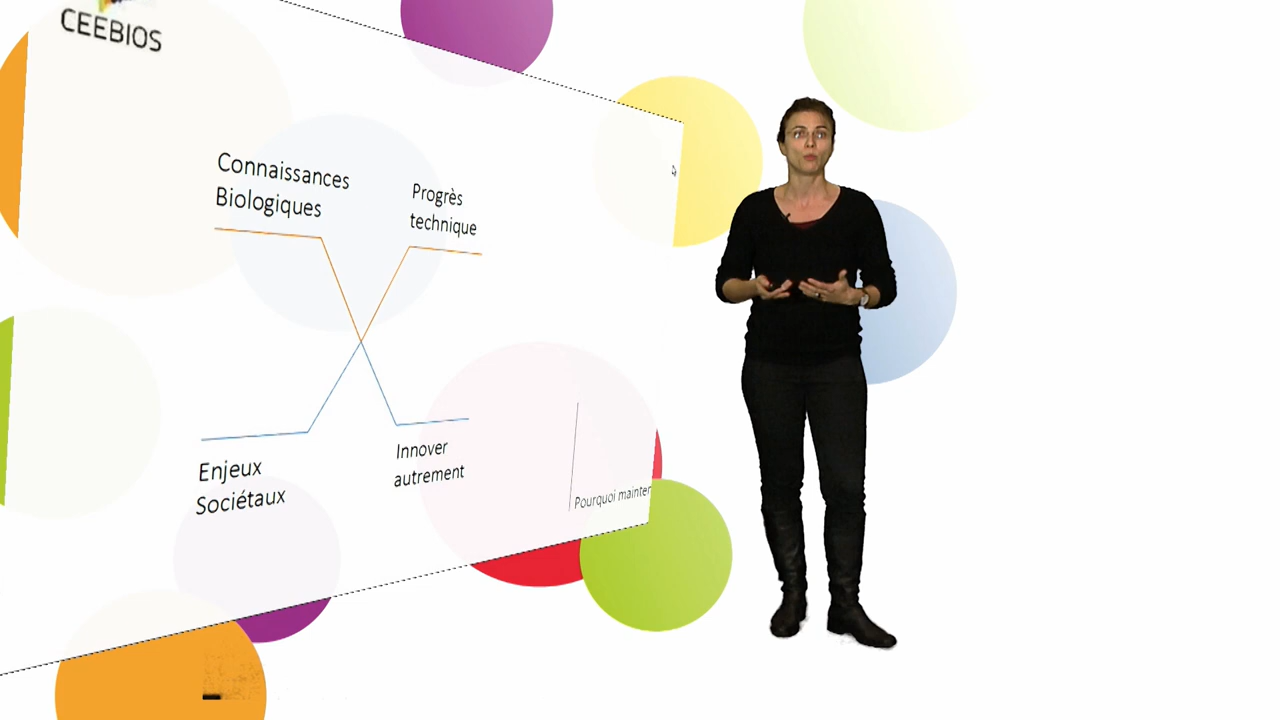 CEEBIOS
Connaissances
Biologiques
Progrès
technique
Enjeux
Sociétaux
Innover
autrement
Pourquoi mainten